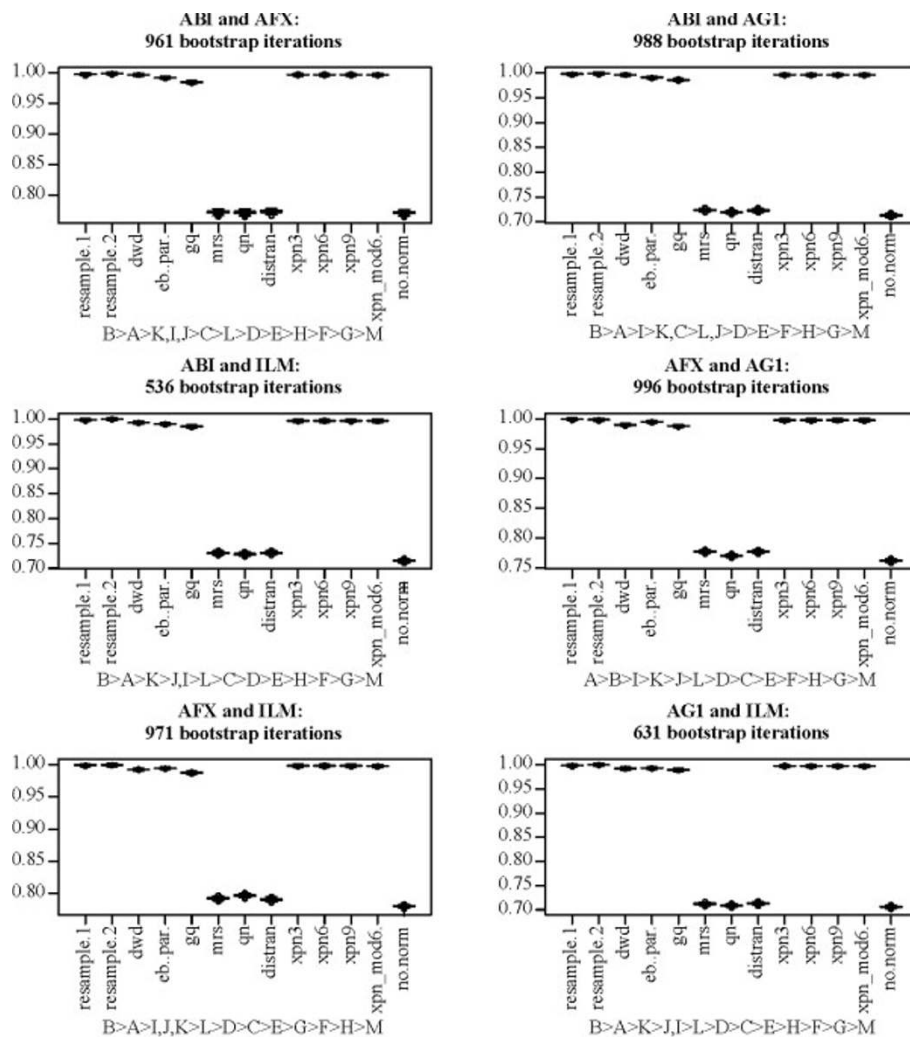 ABI and AFX:
961 bootstrap iterations
1.00
0.95
0.90
0.80
resample.1
resample.2
dwd
eb..par.
gq
mrs
qn
distran
xpn3
xpn6
xpn9
xpn_mod6.
no.norm
B>A>K,I,J>C>L>D>E>H>F>G>M
ABI and AG1:
988 bootstrap iterations
1.00
0.95
0.90
0.85
0.80
0.75
0.70
resample.1
resample.2
dwd
eb..par.
gq
mrs
qn
distran
xpn3
xpn6
xpn9
xpn_mod6.
no.norm
B>A>I>K,C>L,J>D>E>F>H>G>M
ABI and ILM:
536 bootstrap iterations
1.00
0.95
0.90
0.85
0.80
0.75
0.70
resample.1
resample.2
dwd
eb..par.
gq
mrs
qn
distran
xpn3
xpn6
xpn9
xpn_mod6.
no.norm
B>A>K>J,I>L>C>D>E>H>F>G>M
AFX and AG1:
996 bootstrap iterations
1.00
0.95
0.90
0.85
0.80
0.75
resample.1
resample.2
dwd
eb..par.
gq
mrs
qn
distran
xpn3
xpn6
xpn9
xpn_mod6.
no.norm
A>B>I>K>J>L>D>C>E>F>H>G>M
AFX and ILM:
971 bootstrap iterations
1.00
0.95
0.90
0.85
0.80
resample.1
resample.2
dwd
eb..par.
gq
mrs
qn
distran
xpn3
xpn6
xpn9
xpn_mod6.
no.norm
B>A>I,J,K>L>D>C>E>G>F>H>M
AG1 and ILM:
631 bootstrap iterations
1.00
0.95
0.90
0.85
0.80
0.75
0.70
resample.1
resample.2
dwd
eb..par.
gq
mrs
qn
distran
xpn3
xpn6
xpn9
xpn_mod6.
no.norm
B>A>K>J,I>L>D>C>E>H>F>G>M